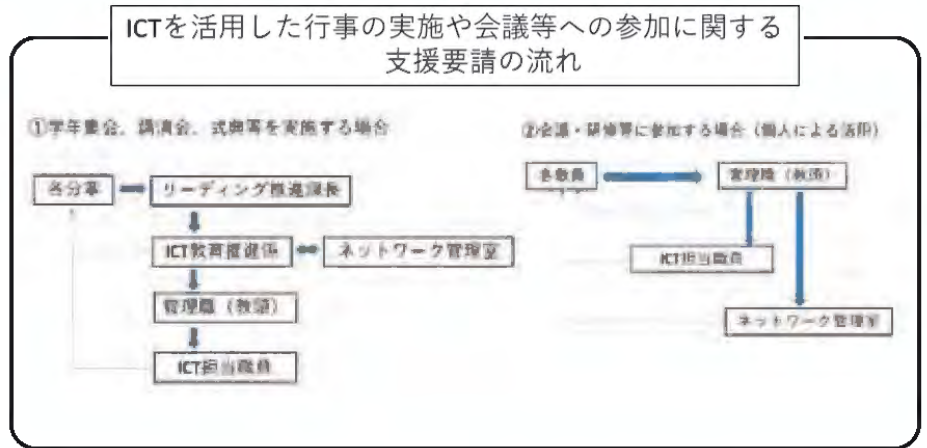 ICTを活用した行事の実施や会議等への参加に関する
支援要請の流れ
①学年集会、講演会、式典等を実施する場合
各分掌
リーディング推進課長
ICT教育推進係
ネットワーク管理室
管理職（教頭）
ICT担当職員
②会議・研修等に参加する場合（個人による活用）
各教員
管理職（教頭）
ICT担当職員
ネットワーク管理室